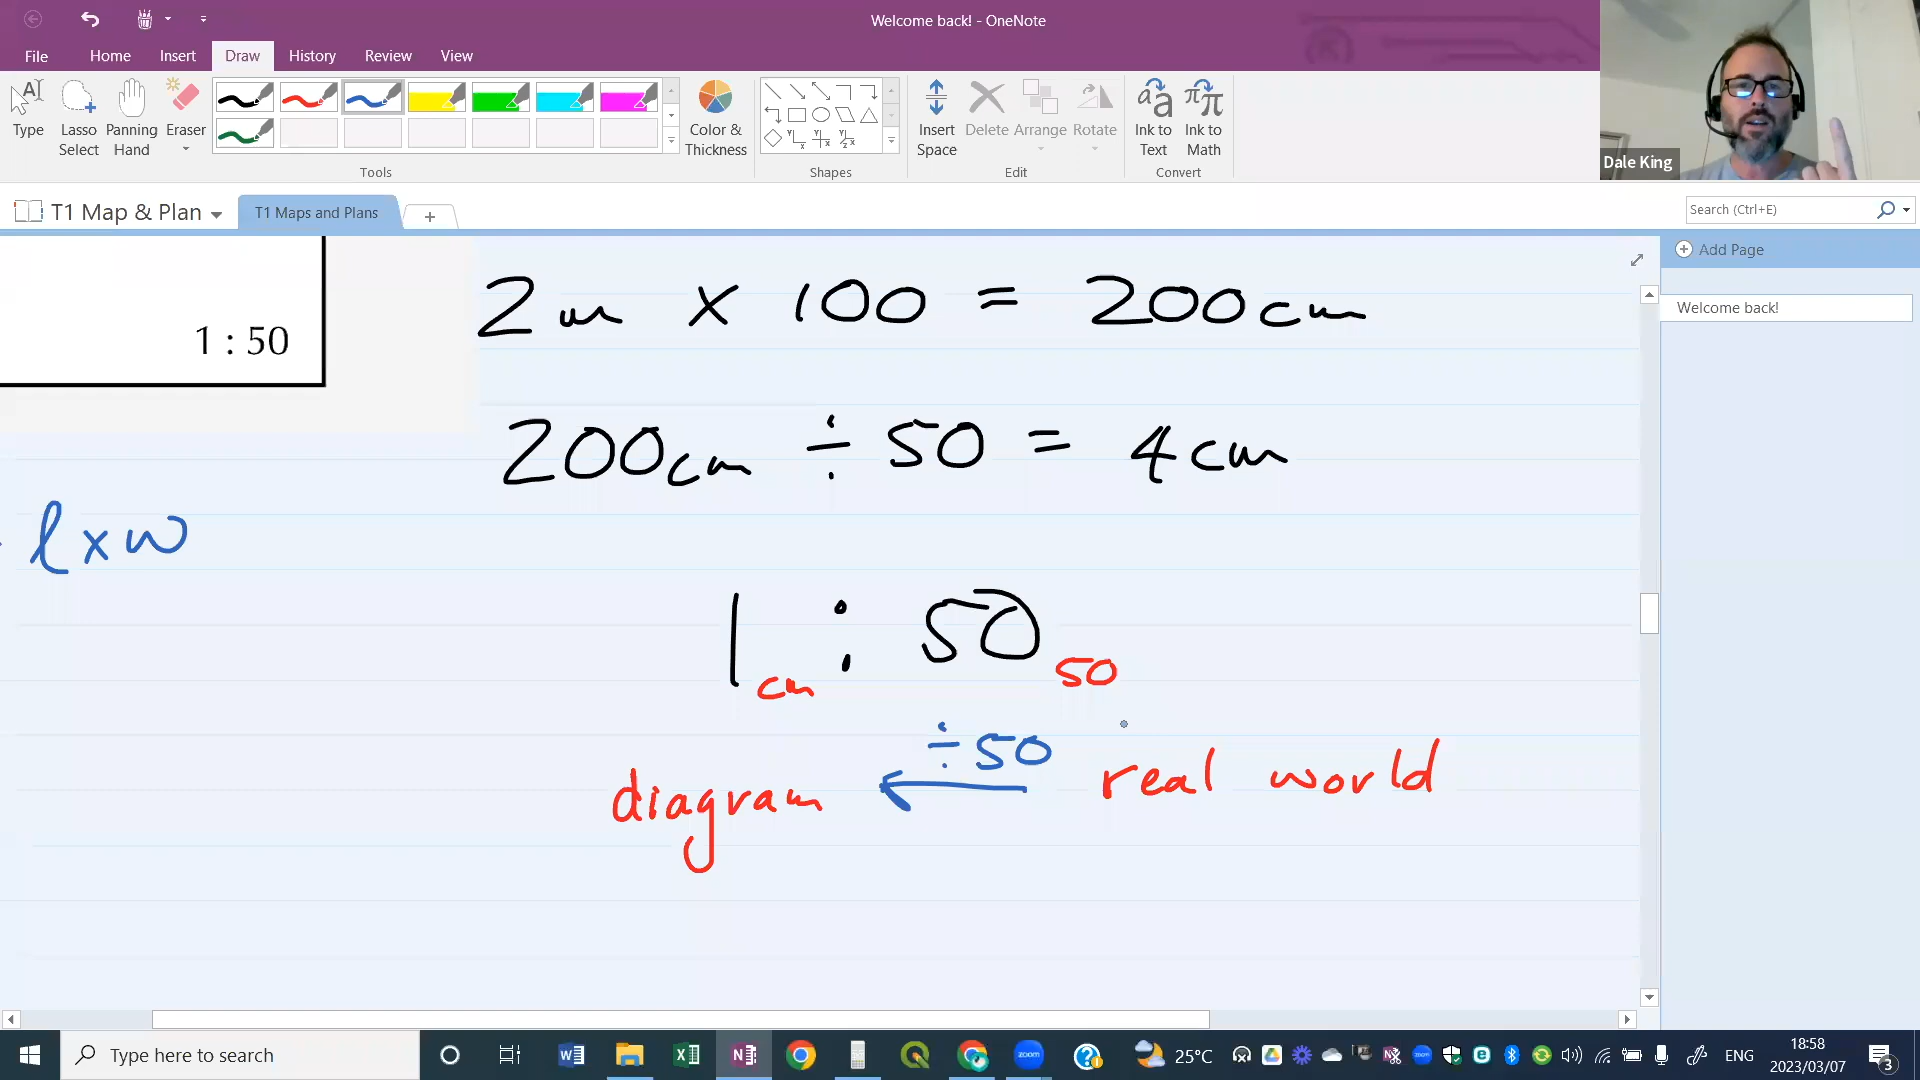 Welcome back! - OneNote
File Home Insert Draw History Review View
Type
Lasso Select
Panning Hand
Eraser
Color & Thickness
Insert Space
Delete Arrange Rotate
Ink to Text
Ink to Math
Tools Shapes Edit Convert
Dale King
T1 Map & Plan T1 Maps and Plans
Search (Ctrl+E)
Add Page
Welcome back!
1 : 50
2m x 100 = 200cm
200cm ÷ 50 = 4cm
l x w
1 : 50
cm 50
÷ 50
diagram real world
Type here to search
zoom
25°C
ENG
18:58
2023/03/07
3